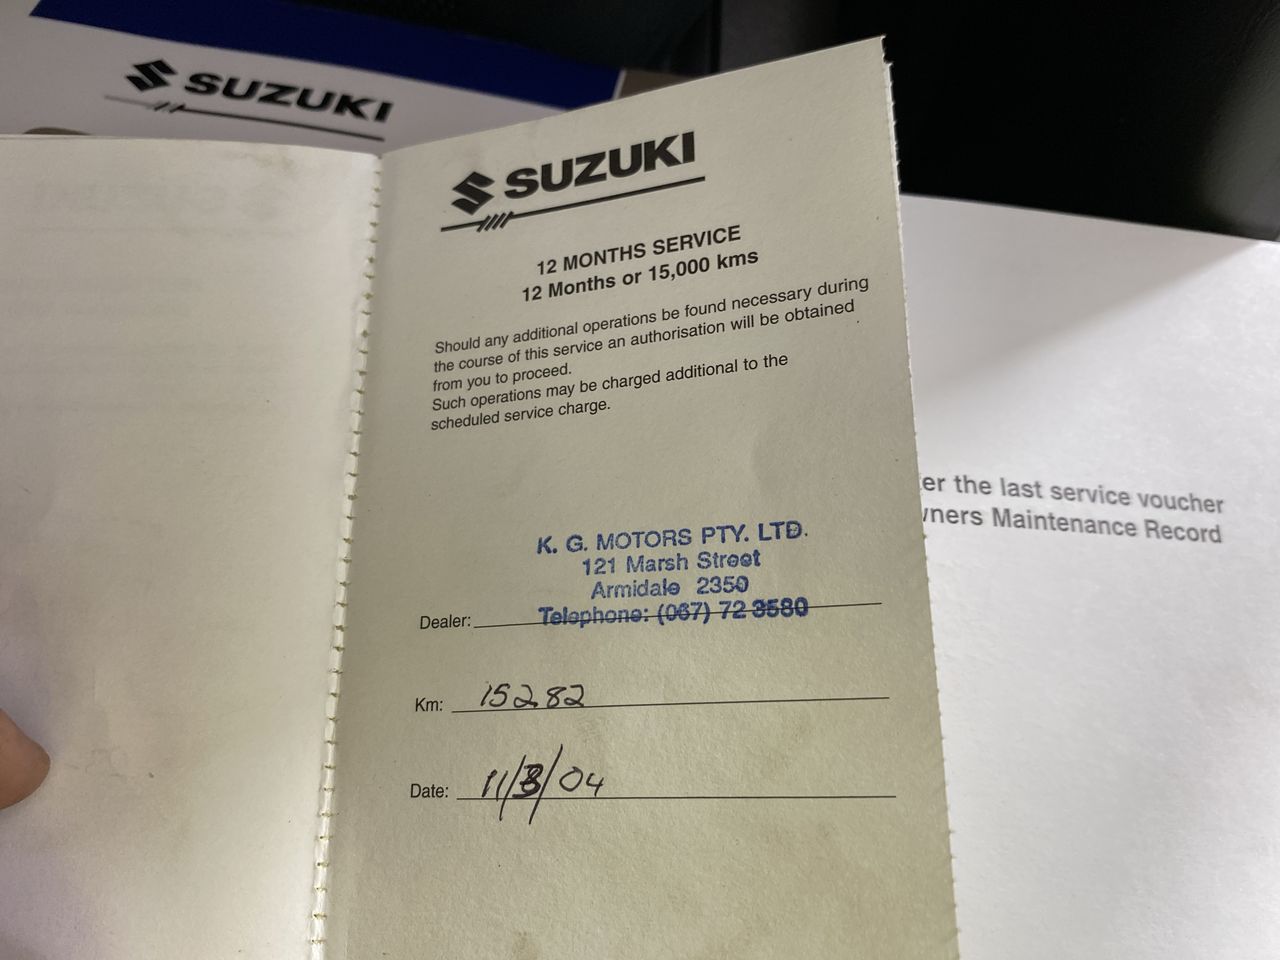 SUZUKI
SUZUKI
12 MONTHS SERVICE
12 Months or 15,000 kms
Should any additional operations be found necessary during
the course of this service an authorisation will be obtained
from you to proceed.
Such operations may be charged additional to the
scheduled service charge.
K. G. MOTORS PTY. LTD.
121 Marsh Street
Armidale 2350
Telephone: (067) 72 3580
Dealer:
Km: 15282
Date: 11/3/04
the last service voucher
Maintenance Record